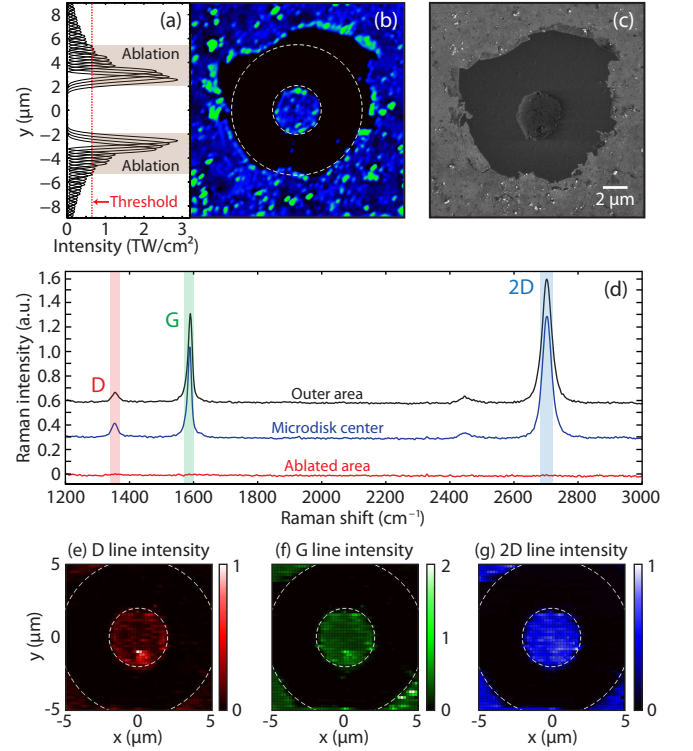 (a)
(b)
(c)
8
6
4
2
0
-2
-4
-6
-8
y (μm)
Ablation
Ablation
Threshold
0 1 2 3
Intensity (TW/cm²)
2 μm
(d)
1.6
1.4
1.2
1.0
0.8
0.6
0.4
0.2
0
Raman intensity (a.u.)
D
G
2D
Outer area
Microdisk center
Ablated area
1200 1400 1600 1800 2000 2200 2400 2600 2800 3000
Raman shift (cm⁻¹)
(e) D line intensity
(f) G line intensity
(g) 2D line intensity
5
0
-5
y (μm)
1
0
2
1
0
1
0
-5 0 5
-5 0 5
-5 0 5
x (μm)
x (μm)
x (μm)